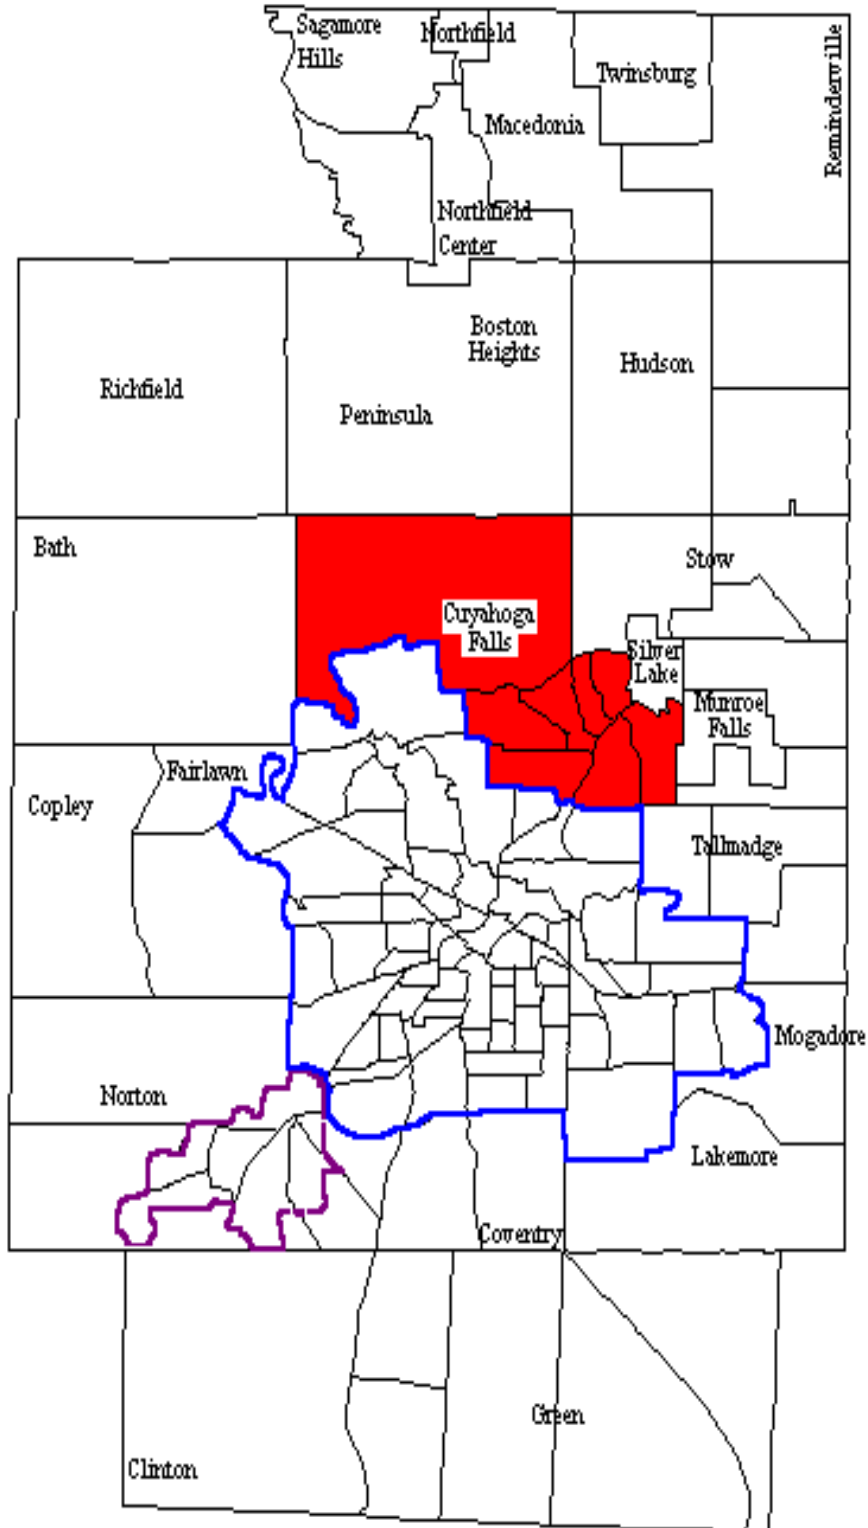 Sagamore
Hills
Northfield
Twinsburg
Reminderville
Macedonia
Northfield
Center
Boston
Heights
Hudson
Richfield
Peninsula
Bath
Stow
Cuyahoga
Falls
Silver
Lake
Munroe
Falls
Fairlawn
Copley
Tallmadge
Mogadore
Norton
Lakemore
Coventry
Green
Clinton